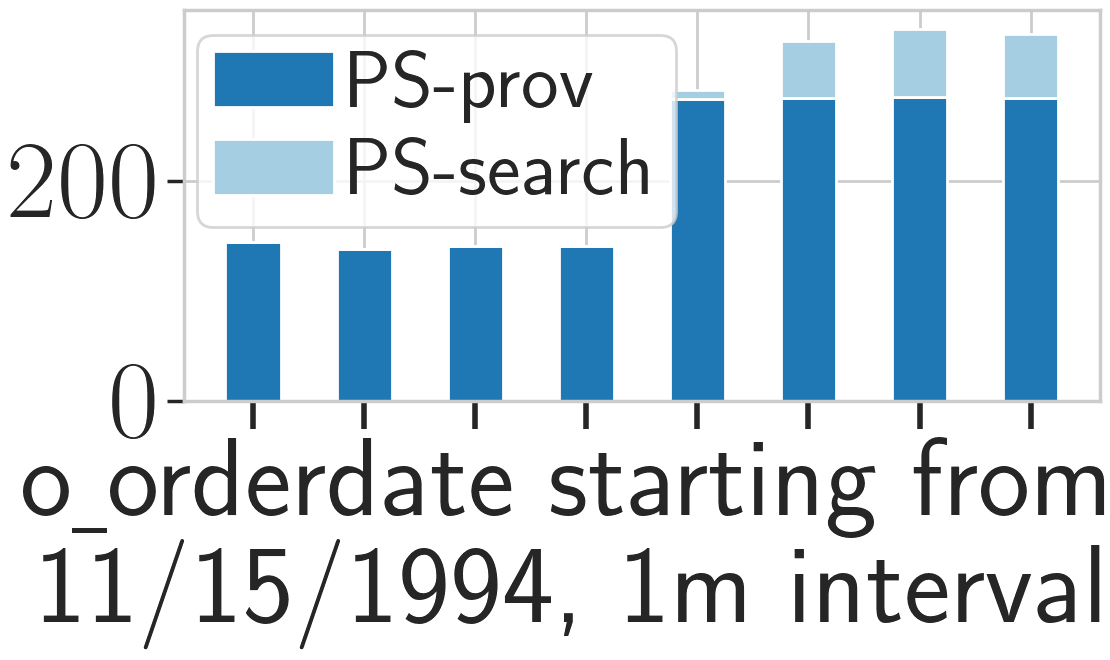 PS-prov
PS-search
200
0
o_orderdate starting from
11/15/1994, 1m interval